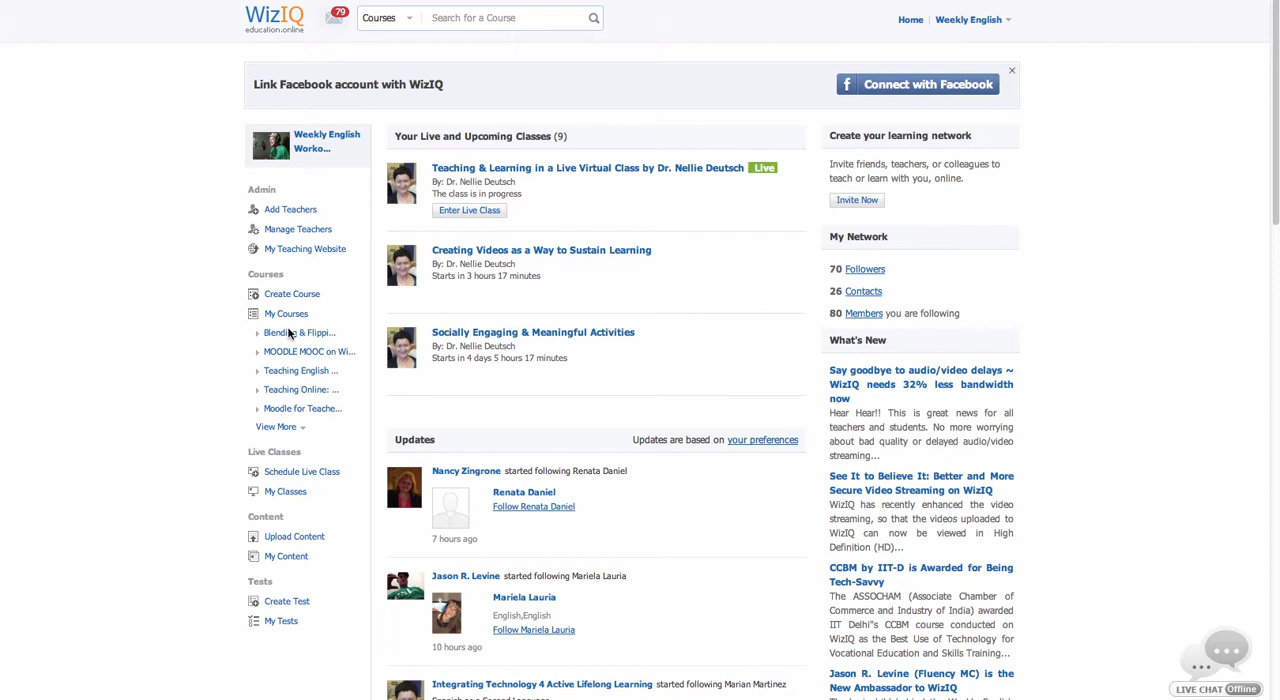 WizIQ
education.online
79
Courses
Search for a Course
Home
Weekly English
Link Facebook account with WizIQ
f Connect with Facebook
Weekly English
Worko...
Admin
Add Teachers
Manage Teachers
My Teaching Website
Courses
Create Course
My Courses
Blending & Flippi...
MOODLE MOOC on Wi...
Teaching English ...
Teaching Online: ...
Moodle for Teache...
View More
Live Classes
Schedule Live Class
My Classes
Content
Upload Content
My Content
Tests
Create Test
My Tests
Your Live and Upcoming Classes (9)
Teaching & Learning in a Live Virtual Class by Dr. Nellie Deutsch Live
By: Dr. Nellie Deutsch
The class is in progress
Enter Live Class
Creating Videos as a Way to Sustain Learning
By: Dr. Nellie Deutsch
Starts in 3 hours 17 minutes
Socially Engaging & Meaningful Activities
By: Dr. Nellie Deutsch
Starts in 4 days 5 hours 17 minutes
Updates
Updates are based on your preferences
Nancy Zingrone started following Renata Daniel
Renata Daniel
Follow Renata Daniel
7 hours ago
Jason R. Levine started following Mariela Lauria
Mariela Lauria
English,English
Follow Mariela Lauria
10 hours ago
Integrating Technology 4 Active Lifelong Learning started following Marian Martinez
Create your learning network
Invite friends, teachers, or colleagues to
teach or learn with you, online.
Invite Now
My Network
70 Followers
26 Contacts
80 Members you are following
What's New
Say goodbye to audio/video delays ~
WizIQ needs 32% less bandwidth
now
Hear Hear!! This is great news for all
teachers and students. No more worrying
about bad quality or delayed audio/video
streaming...
See It to Believe It: Better and More
Secure Video Streaming on WizIQ
WizIQ has recently enhanced the video
streaming, so that the videos uploaded to
WizIQ can now be viewed in High
Definition (HD)...
CCBM by IIT-D is Awarded for Being
Tech-Savvy
The ASSOCHAM (Associate Chamber of
Commerce and Industry of India) awarded
IIT Delhi"s CCBM course conducted on
WizIQ as the Best Use of Technology for
Vocational Education and Skills Training...
Jason R. Levine (Fluency MC) is the
New Ambassador to WizIQ
LIVE CHAT Offline